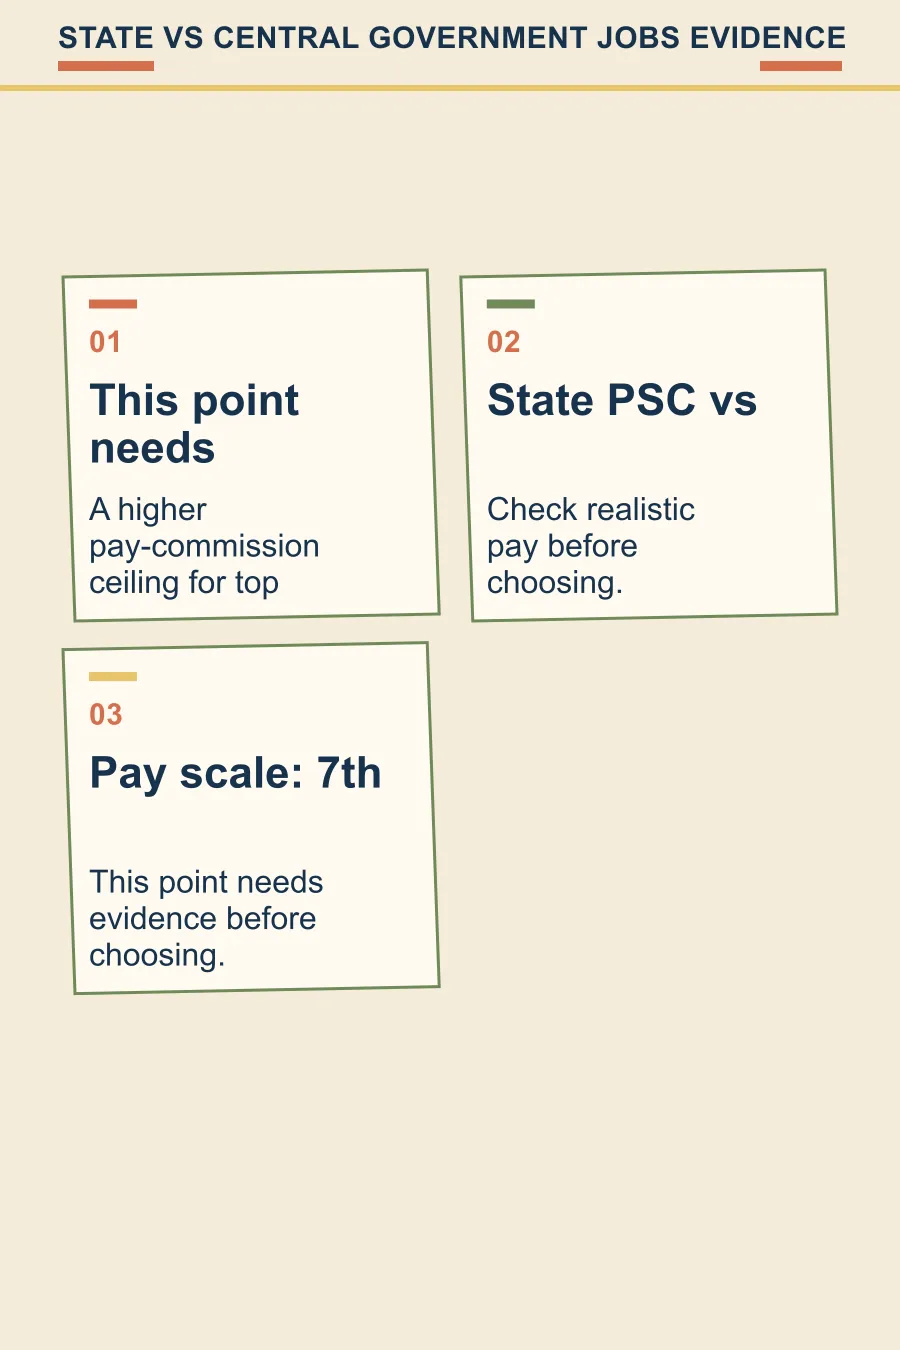 STATE VS CENTRAL GOVERNMENT JOBS EVIDENCE
01
This point
needs
A higher
pay-commission
ceiling for top
02
State PSC vs
Check realistic
pay before
choosing.
03
Pay scale: 7th
This point needs
evidence before
choosing.